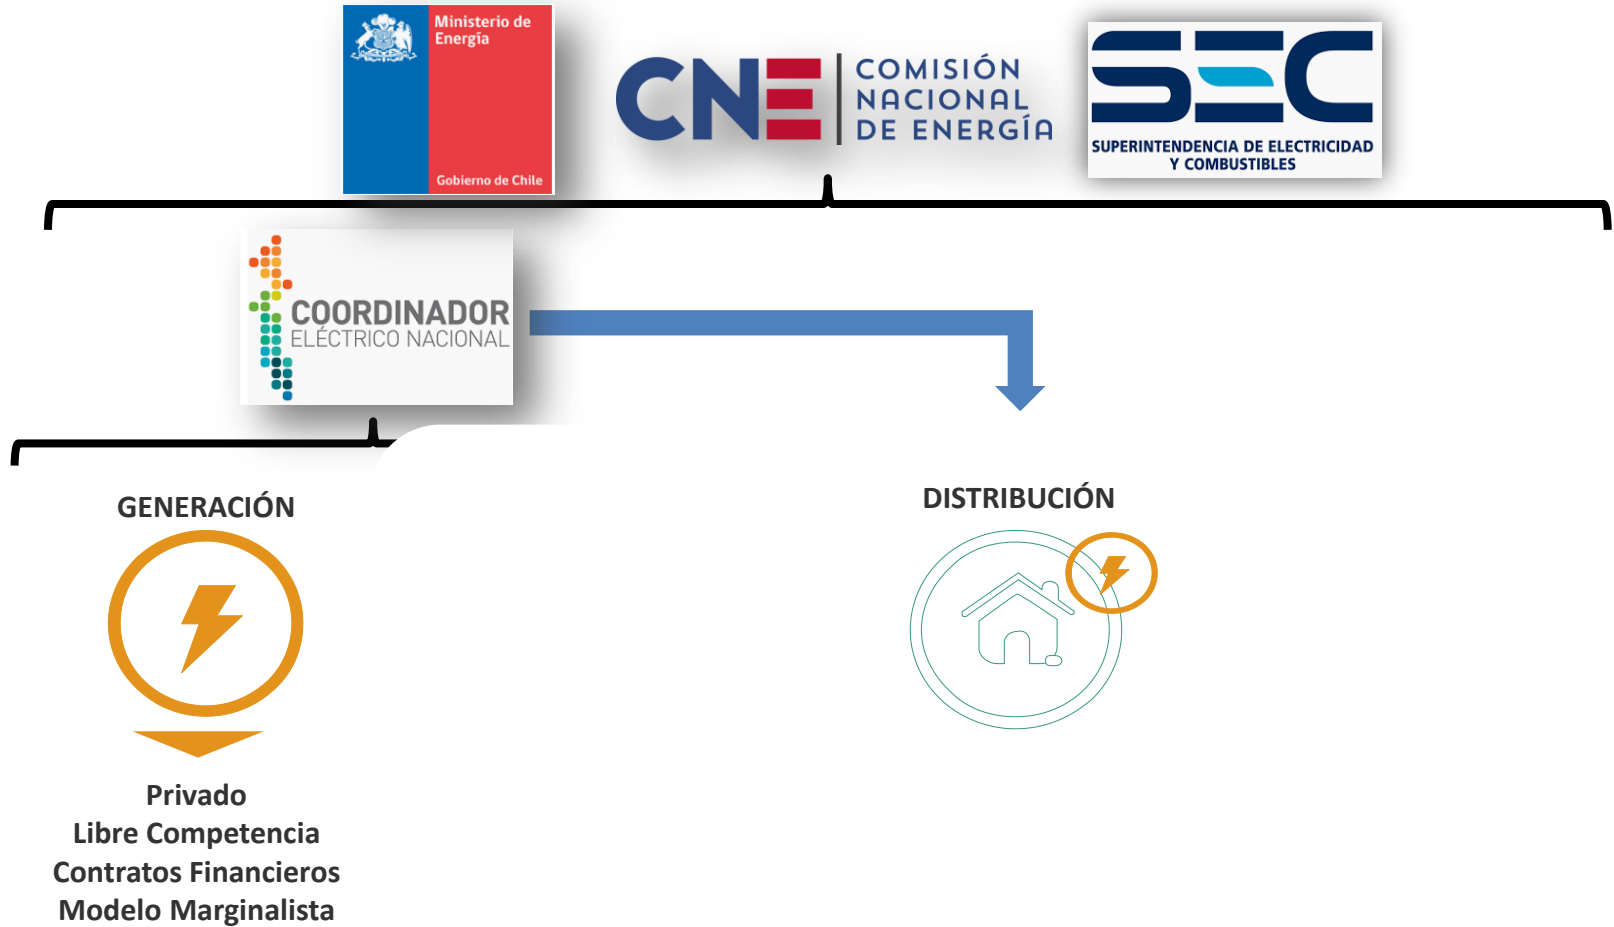 Ministerio de
Energía
Gobierno de Chile
CNE
COMISIÓN
NACIONAL
DE ENERGÍA
SEC
SUPERINTENDENCIA DE ELECTRICIDAD
Y COMBUSTIBLES
COORDINADOR
ELÉCTRICO NACIONAL
GENERACIÓN
DISTRIBUCIÓN
Privado
Libre Competencia
Contratos Financieros
Modelo Marginalista